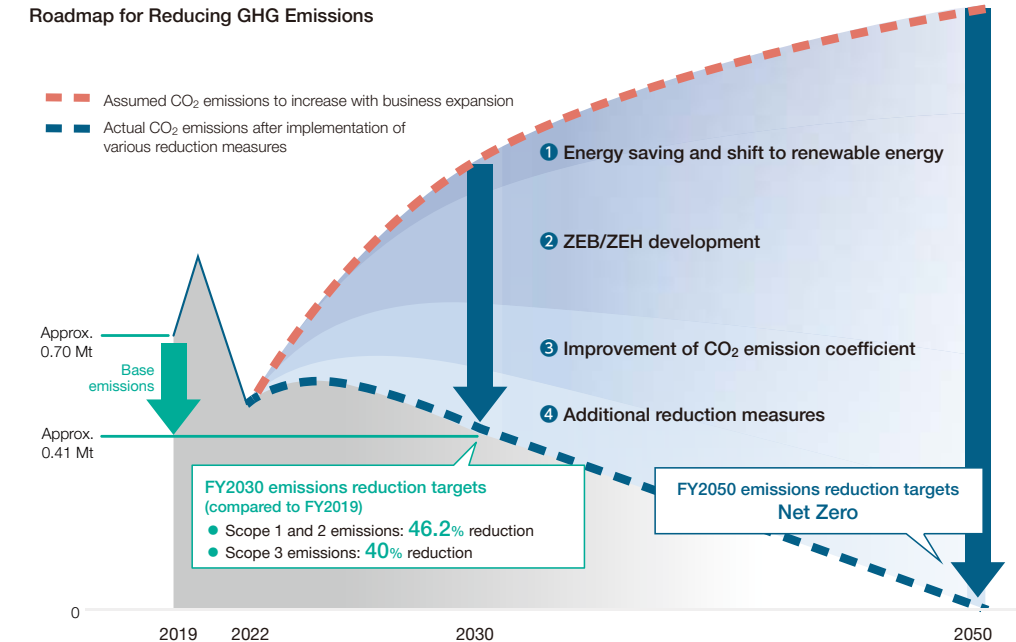 Roadmap for Reducing GHG Emissions
Assumed CO₂ emissions to increase with business expansion
Actual CO₂ emissions after implementation of
various reduction measures
❶ Energy saving and shift to renewable energy
❷ ZEB/ZEH development
Approx.
0.70 Mt
❸ Improvement of CO₂ emission coefficient
Base
emissions
❹ Additional reduction measures
Approx.
0.41 Mt
FY2030 emissions reduction targets
(compared to FY2019)
● Scope 1 and 2 emissions: 46.2% reduction
● Scope 3 emissions: 40% reduction
FY2050 emissions reduction targets
Net Zero
0
2019 2022 2030 2050